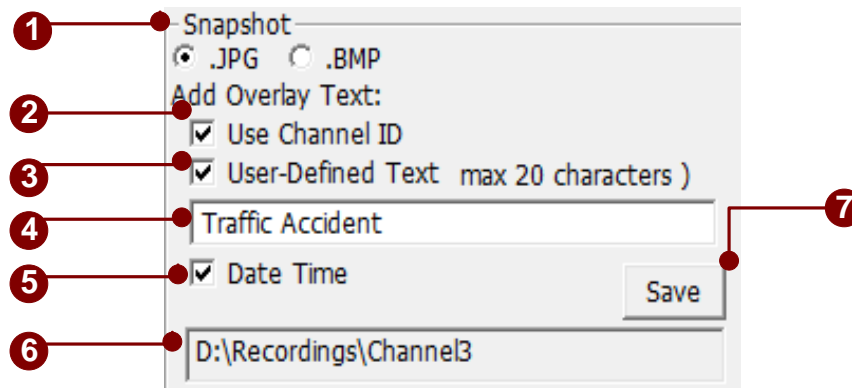 1
Snapshot
.JPG .BMP
Add Overlay Text:
2
Use Channel ID
3
User-Defined Text max 20 characters )
4
Traffic Accident
7
5
Date Time
Save
6
D:\Recordings\Channel3